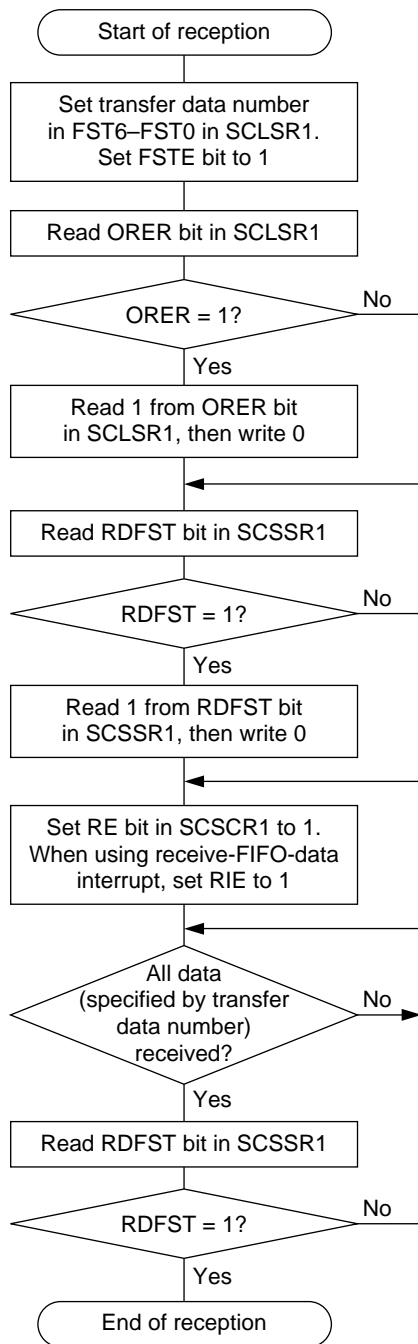 Start of reception
Set transfer data number
in FST6–FST0 in SCLSR1.
Set FSTE bit to 1
Read ORER bit in SCLSR1
ORER = 1?
No
Yes
Read 1 from ORER bit
in SCLSR1, then write 0
Read RDFST bit in SCSSR1
RDFST = 1?
No
Yes
Read 1 from RDFST bit
in SCSSR1, then write 0
Set RE bit in SCSCR1 to 1.
When using receive-FIFO-data
interrupt, set RIE to 1
All data
(specified by transfer
data number)
received?
No
Yes
Read RDFST bit in SCSSR1
RDFST = 1?
No
Yes
End of reception